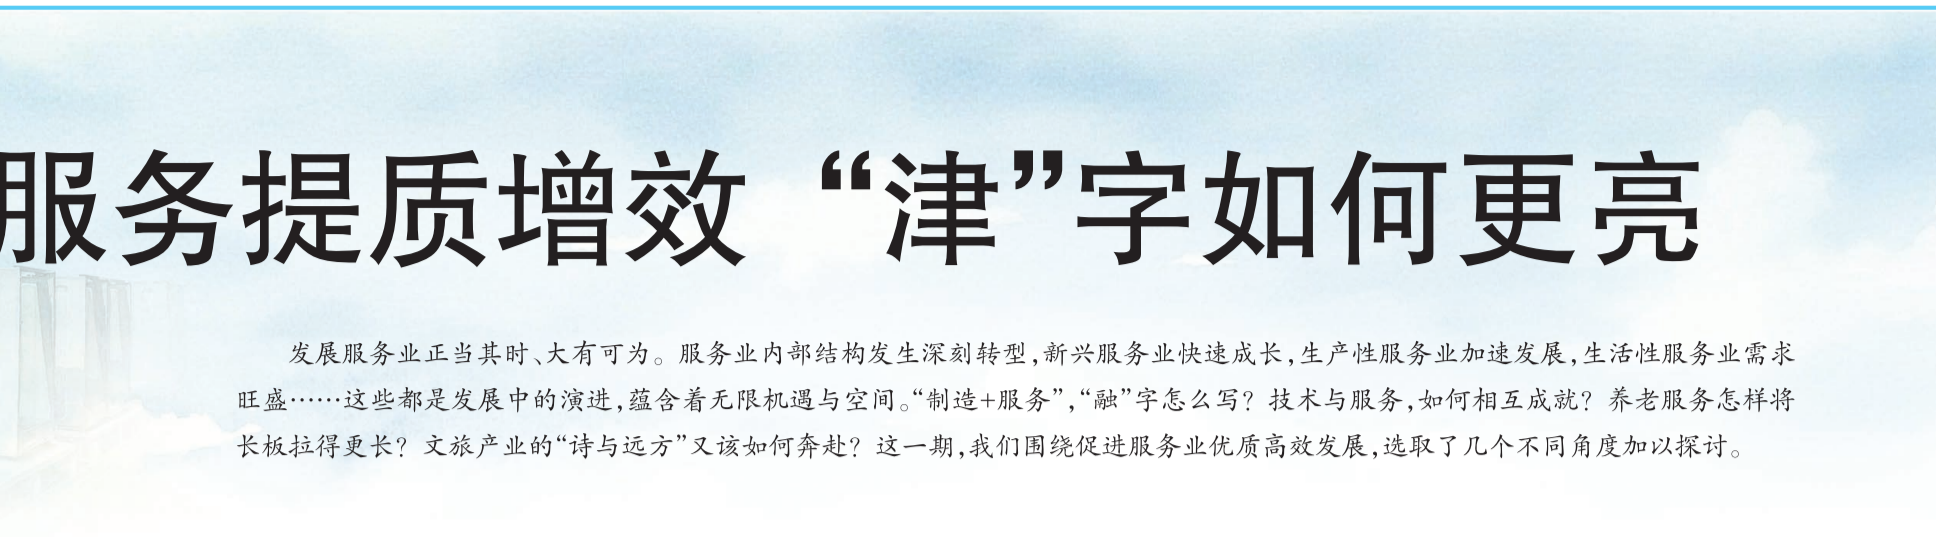 服务提质增效 “津”字如何更亮
发展服务业正当其时、大有可为。服务业内部结构发生深刻转型,新兴服务业快速成长,生产性服务业加速发展,生活性服务业需求
旺盛……这些都是发展中的演进,蕴含着无限机遇与空间。“制造+服务”,“融”字怎么写？技术与服务,如何相互成就？养老服务怎样将
长板拉得更长？文旅产业的“诗与远方”又该如何奔赴？这一期,我们围绕促进服务业优质高效发展,选取了几个不同角度加以探讨。